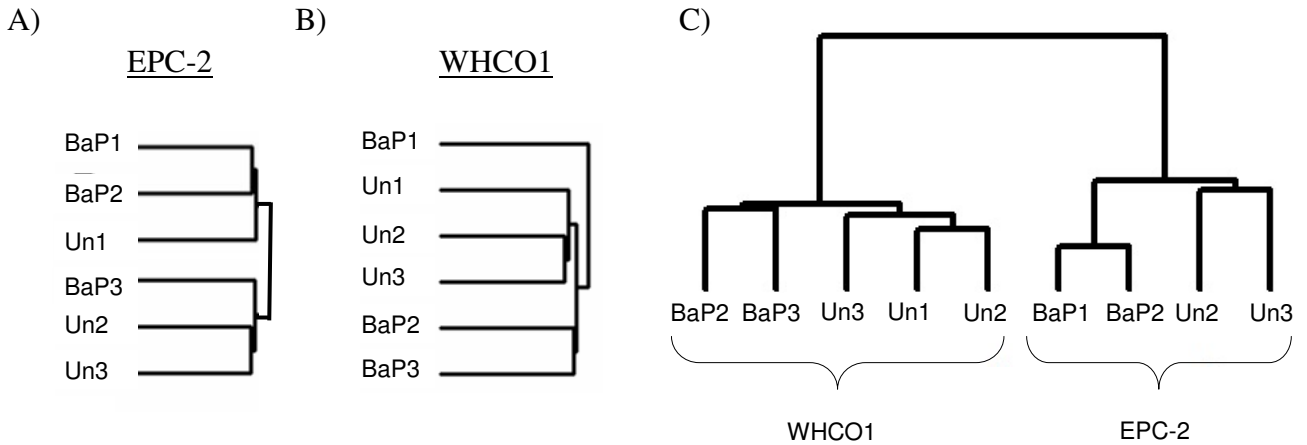 A)
EPC-2
BaP1
BaP2
Un1
BaP3
Un2
Un3
B)
WHCO1
BaP1
Un1
Un2
Un3
BaP2
BaP3
C)
BaP2 BaP3 Un3 Un1 Un2 BaP1 BaP2 Un2 Un3
WHCO1 EPC-2